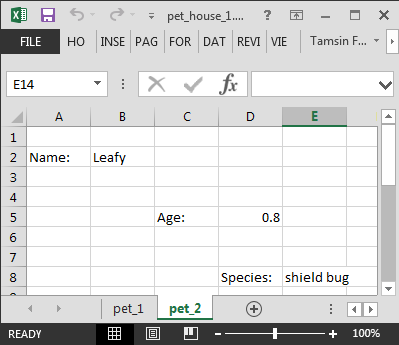 pet_house_1....
FILE HO INSE PAG FOR DAT REVI VIE Tamsin F...
E14 fx
A B C D E
1
2 Name: Leafy
3
4
5 Age: 0.8
6
7
8 Species: shield bug
pet_1 pet_2
READY 100%